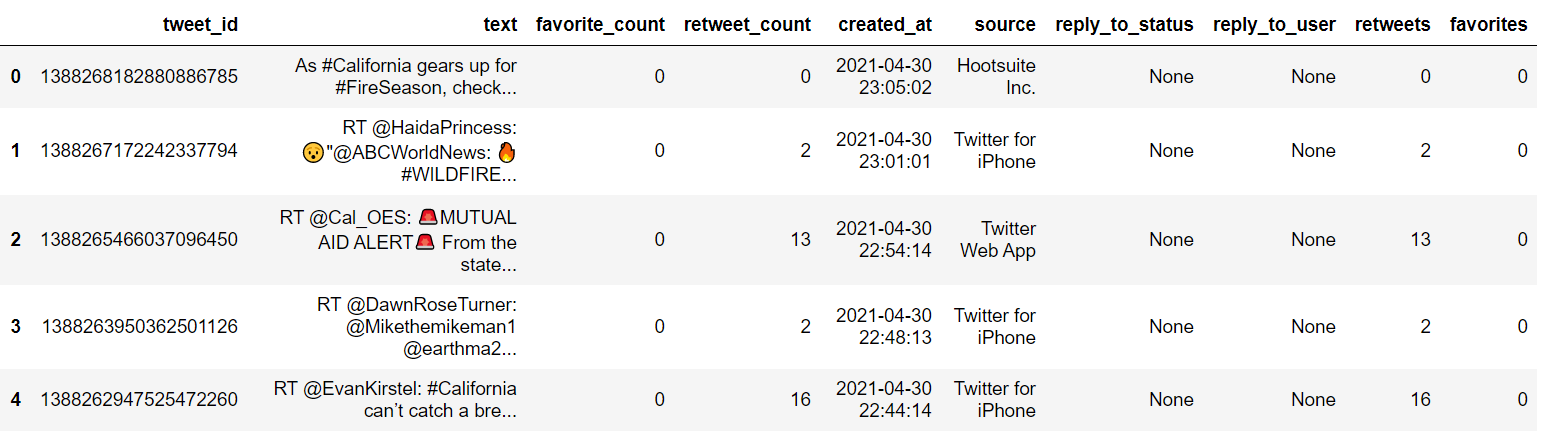 tweet_id text favorite_count retweet_count created_at source reply_to_status reply_to_user retweets favorites
0 1388268182880886785 As #California gears up for #FireSeason, check... 0 0 2021-04-30 23:05:02 Hootsuite Inc. None None 0 0
1 1388267172242337794 RT @HaidaPrincess: 😯"@ABCWorldNews: 🔥 #WILDFIRE... 0 2 2021-04-30 23:01:01 Twitter for iPhone None None 2 0
2 1388265466037096450 RT @Cal_OES: 🚨MUTUAL AID ALERT🚨 From the state... 0 13 2021-04-30 22:54:14 Twitter Web App None None 13 0
3 1388263950362501126 RT @DawnRoseTurner: @Mikethemikeman1 @earthma2... 0 2 2021-04-30 22:48:13 Twitter for iPhone None None 2 0
4 1388262947525472260 RT @EvanKirstel: #California can’t catch a bre... 0 16 2021-04-30 22:44:14 Twitter for iPhone None None 16 0